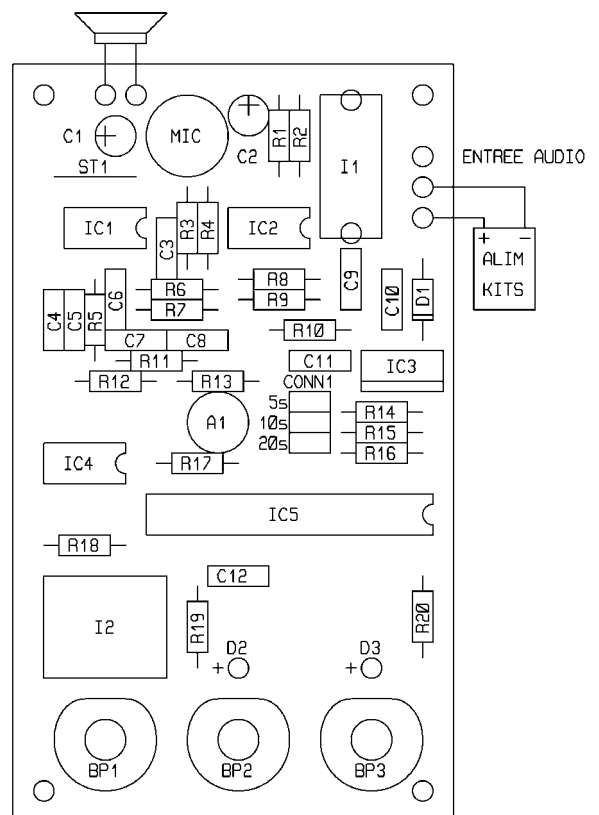 C1 + MIC + C2 R1 R2 I1 ENTREE AUDIO
ST1
IC1 C3 R3 R4 IC2 + -
ALIM
KITS
C4 C5 R5 C6 R6 R8 C9 C10 D1
R7 R9
C7 C8 R10
R11 C11 IC3
R12 R13 CONN1
A1 5s R14
10s R15
20s R16
IC4 R17
IC5
R18
C12
I2 R19 R20
D2 D3
+ +
BP1 BP2 BP3